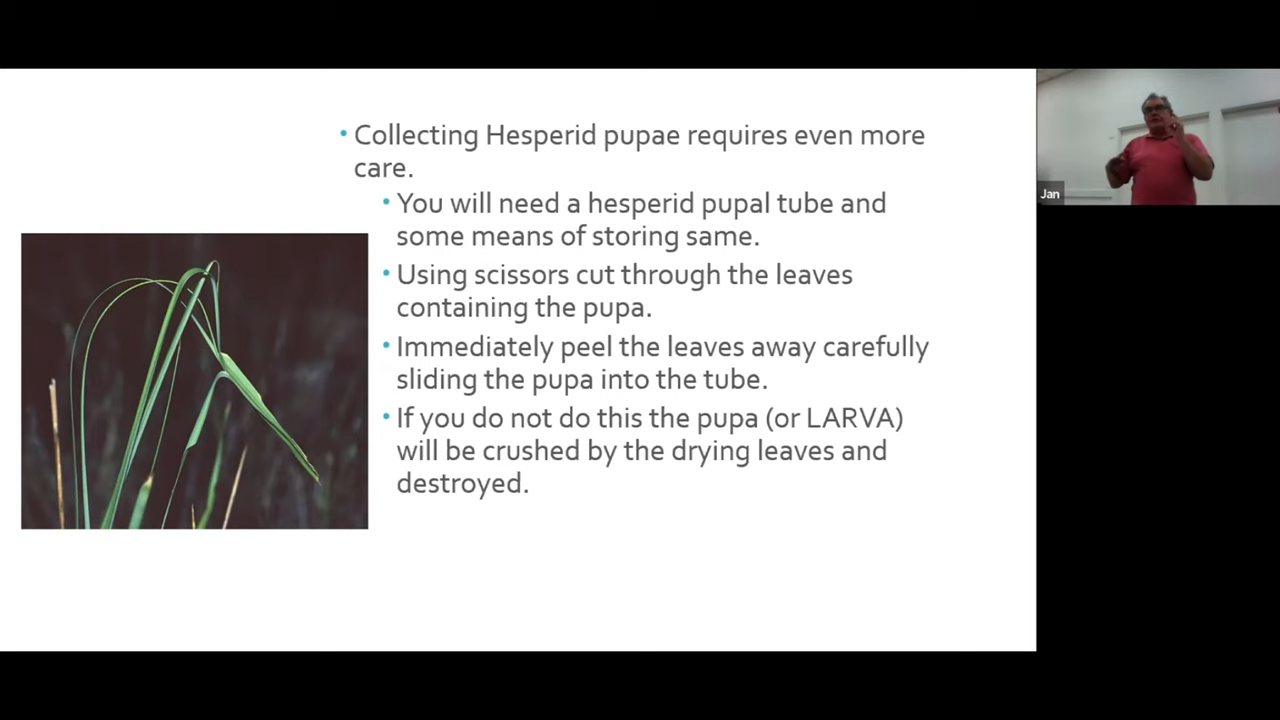 • Collecting Hesperid pupae requires even more
care.
• You will need a hesperid pupal tube and
some means of storing same.
• Using scissors cut through the leaves
containing the pupa.
• Immediately peel the leaves away carefully
sliding the pupa into the tube.
• If you do not do this the pupa (or LARVA)
will be crushed by the drying leaves and
destroyed.
Jan